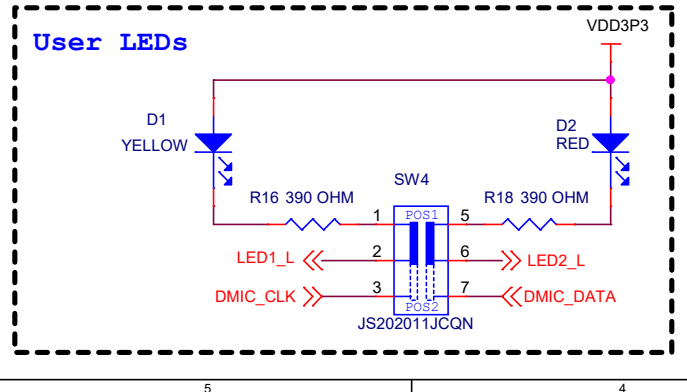 User LEDs
VDD3P3
D1
YELLOW
D2
RED
SW4
R16 390 OHM
R18 390 OHM
1 POS1 5
LED1_L 2 6 LED2_L
DMIC_CLK 3 7 DMIC_DATA
POS2
JS202011JCQN
5 4